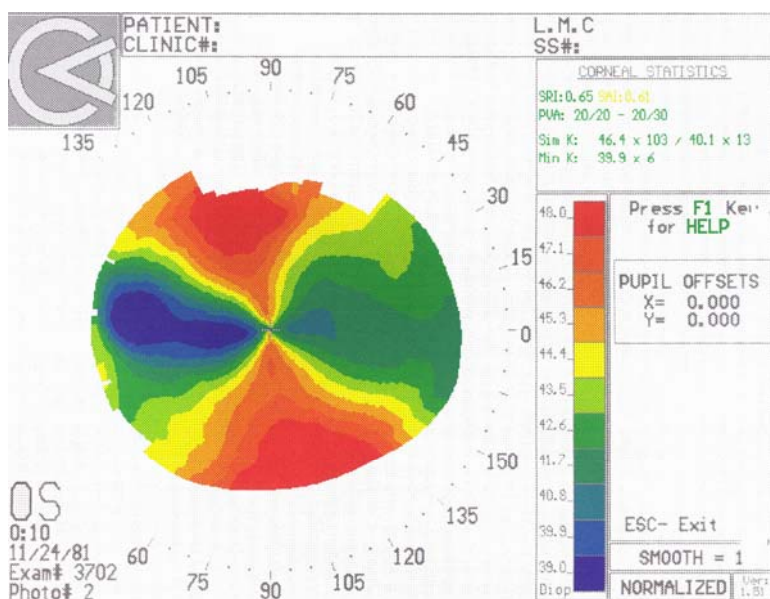 PATIENT:
CLINIC#:
L.M.C
SS#:
CORNEAL STATISTICS
SRI:0.65 SAI:0.61
PVA: 20/20 - 20/30
Sim K: 46.4 x 103 / 40.1 x 13
Min K: 39.9 x 6
135
120
105
90
75
60
45
30
15
0
150
135
120
105
90
75
60
48.0
47.1
46.2
45.3
44.4
43.5
42.6
41.7
40.8
39.9
39.0
Diop
Press F1 Key
for HELP
PUPIL OFFSETS
X= 0.000
Y= 0.000
ESC- Exit
SMOOTH = 1
NORMALIZED
1.51
OS
0:10
11/24/81
Exam# 3702
Photo# 2